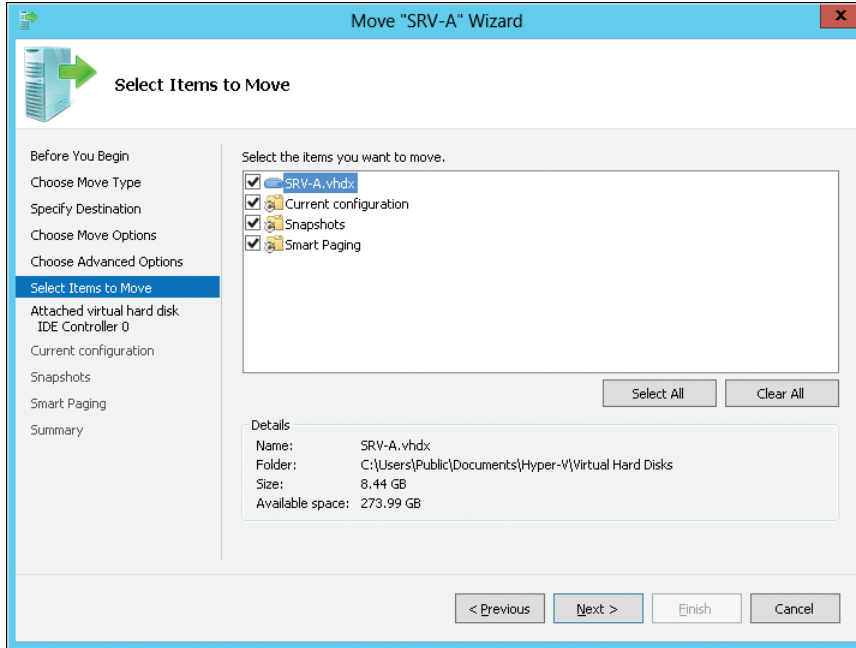 Move "SRV-A" Wizard
x
Select Items to Move
Before You Begin
Choose Move Type
Specify Destination
Choose Move Options
Choose Advanced Options
Select Items to Move
Attached virtual hard disk
IDE Controller 0
Current configuration
Snapshots
Smart Paging
Summary
Select the items you want to move.
SRV-A.vhdx
Current configuration
Snapshots
Smart Paging
Select All
Clear All
Details
Name: SRV-A.vhdx
Folder: C:\Users\Public\Documents\Hyper-V\Virtual Hard Disks
Size: 8.44 GB
Available space: 273.99 GB
< Previous
Next >
Finish
Cancel